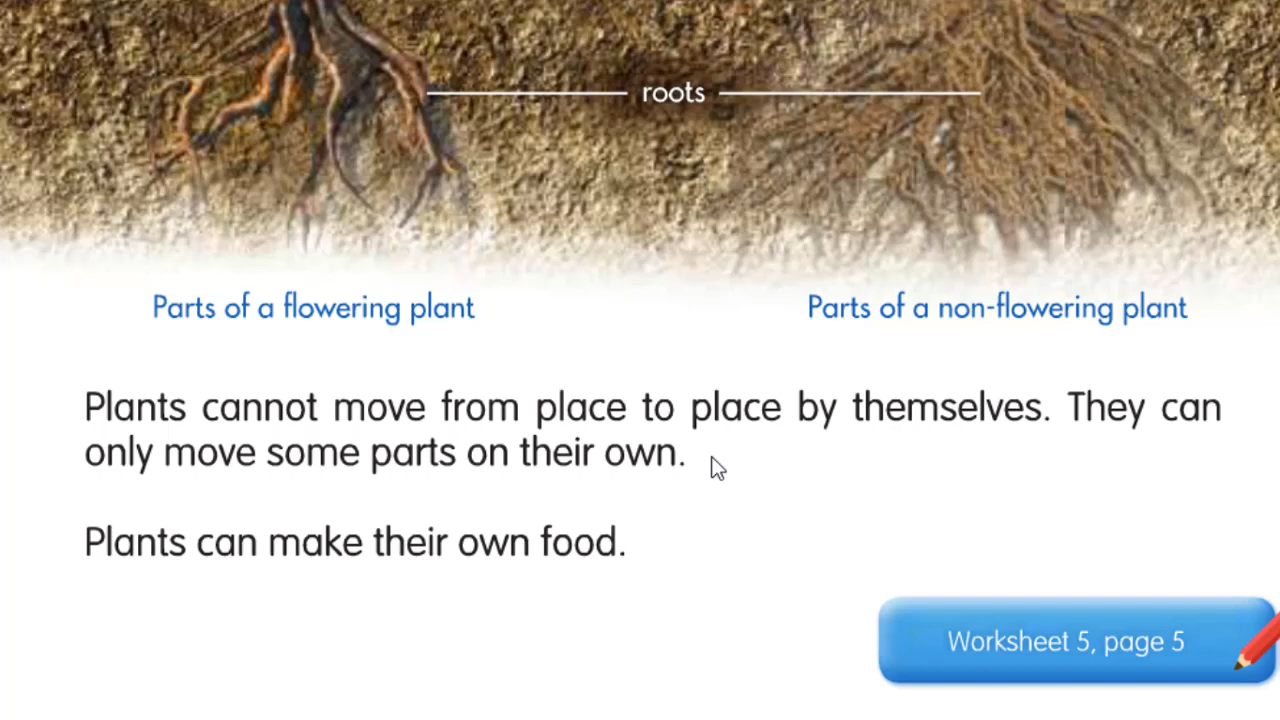 roots
Parts of a flowering plant
Parts of a non-flowering plant
Plants cannot move from place to place by themselves. They can
only move some parts on their own.
Plants can make their own food.
Worksheet 5, page 5